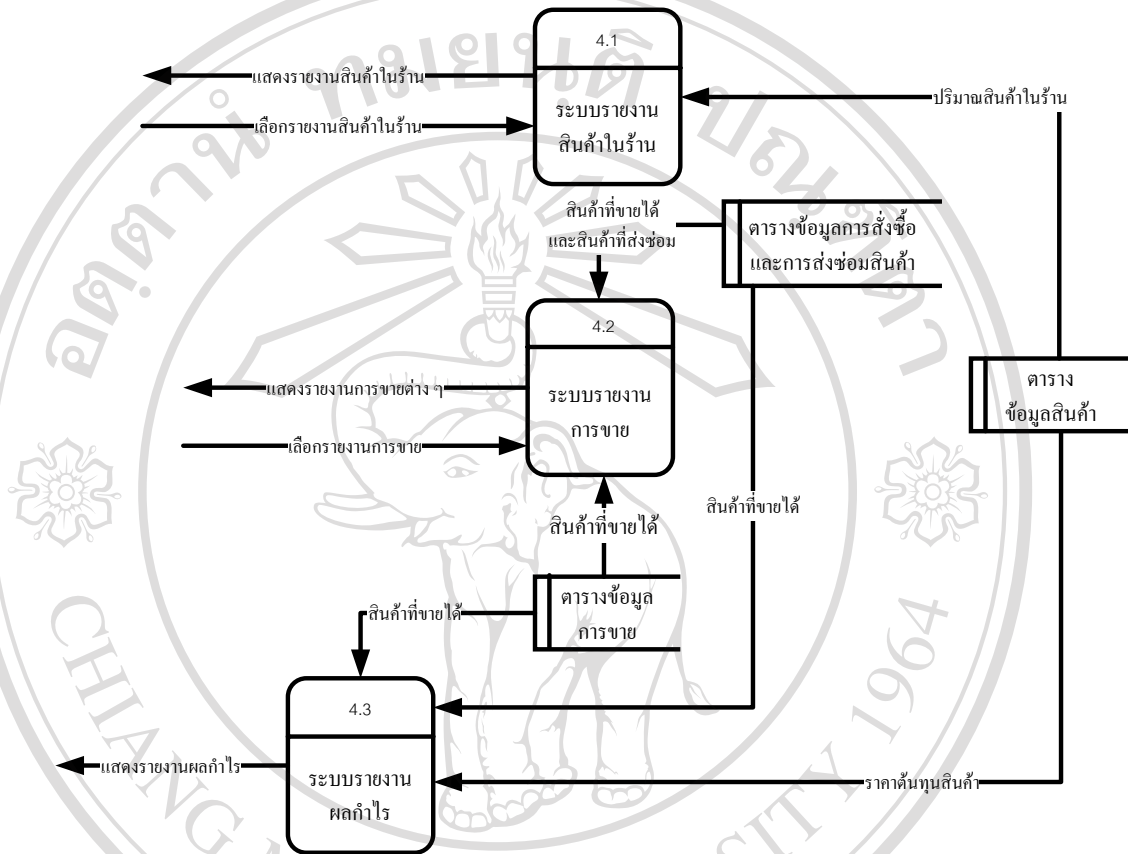 4.1
แสดงรายงานสินค้าในร้าน
ปริมาณสินค้าในร้าน
เลือกรายงานสินค้าในร้าน
ระบบรายงาน
สินค้าในร้าน
สินค้าที่ขายได้
และสินค้าที่ส่งซ่อม
ตารางข้อมูลการสั่งซื้อ
และการส่งซ่อมสินค้า
4.2
ตาราง
ข้อมูลสินค้า
แสดงรายงานการขายต่าง ๆ
ระบบรายงาน
การขาย
เลือกรายงานการขาย
สินค้าที่ขายได้
สินค้าที่ขายได้
ตารางข้อมูล
การขาย
สินค้าที่ขายได้
4.3
แสดงรายงานผลกำไร
ระบบรายงาน
ผลกำไร
ราคาต้นทุนสินค้า
CHIANG
SITY 1964